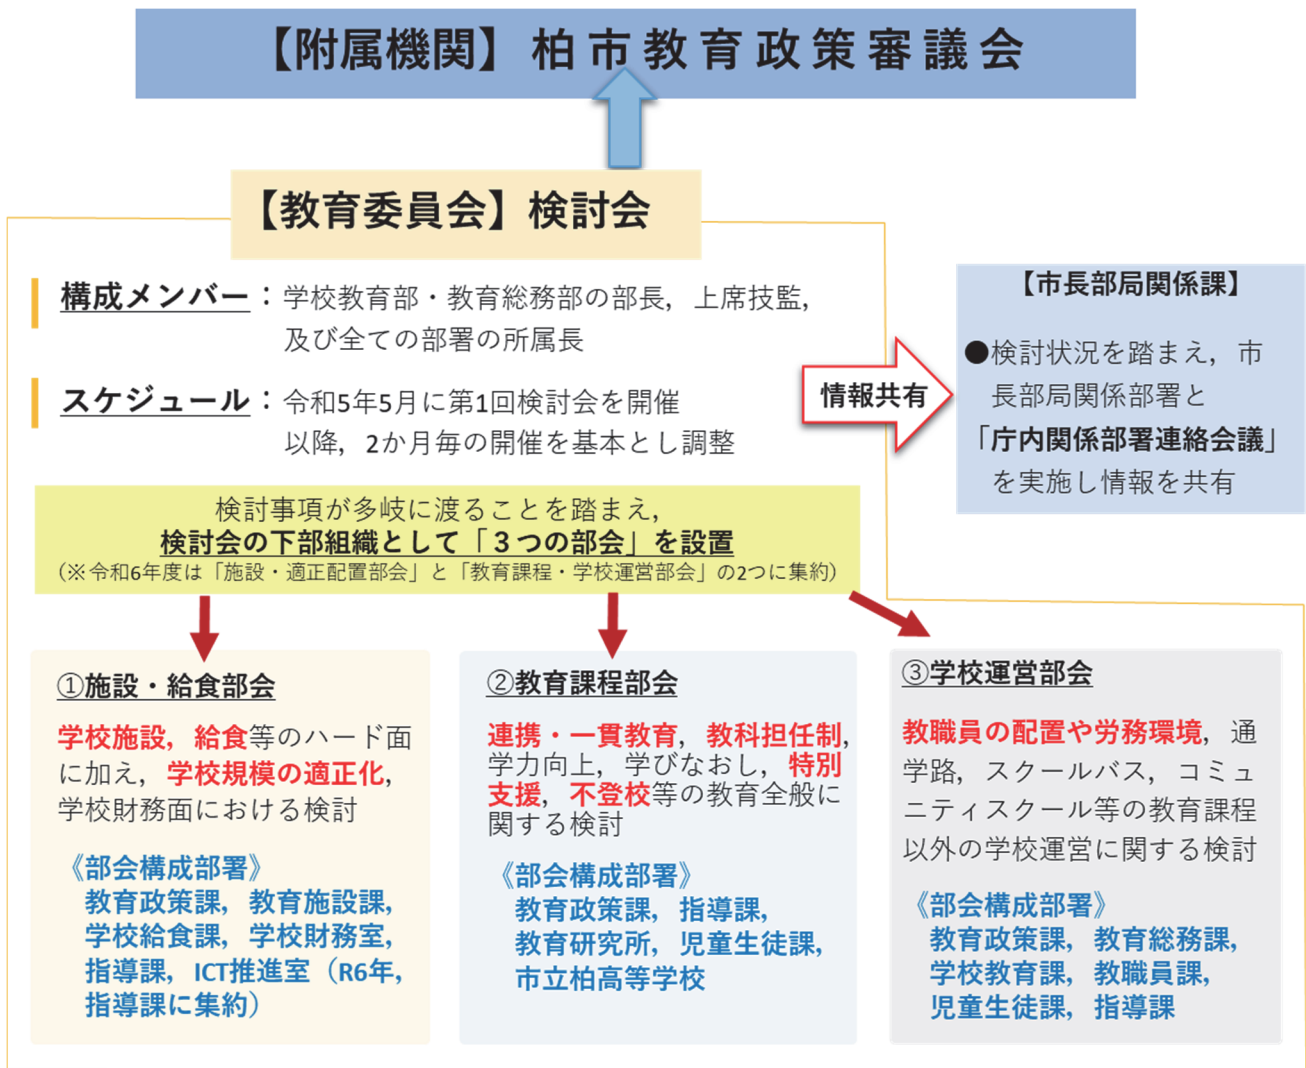 【附属機関】柏市教育政策審議会
【教育委員会】検討会
構成メンバー：学校教育部・教育総務部の部長，上席技監，
及び全ての部署の所属長
スケジュール：令和5年5月に第1回検討会を開催
以降，2か月毎の開催を基本とし調整
情報共有
【市長部局関係課】
●検討状況を踏まえ，市
長部局関係部署と
「庁内関係部署連絡会議」
を実施し情報を共有
検討事項が多岐に渡ることを踏まえ，
検討会の下部組織として「３つの部会」を設置
（※令和6年度は「施設・適正配置部会」と「教育課程・学校運営部会」の2つに集約）
①施設・給食部会
学校施設，給食等のハード面
に加え，学校規模の適正化，
学校財務面における検討
《部会構成部署》
教育政策課，教育施設課，
学校給食課，学校財務室，
指導課，ICT推進室（R6年，
指導課に集約）
②教育課程部会
連携・一貫教育，教科担任制，
学力向上，学びなおし，特別
支援，不登校等の教育全般に
関する検討
《部会構成部署》
教育政策課，指導課，
教育研究所，児童生徒課，
市立柏高等学校
③学校運営部会
教職員の配置や労務環境，通
学路，スクールバス，コミュ
ニティスクール等の教育課程
以外の学校運営に関する検討
《部会構成部署》
教育政策課，教育総務課，
学校教育課，教職員課，
児童生徒課，指導課